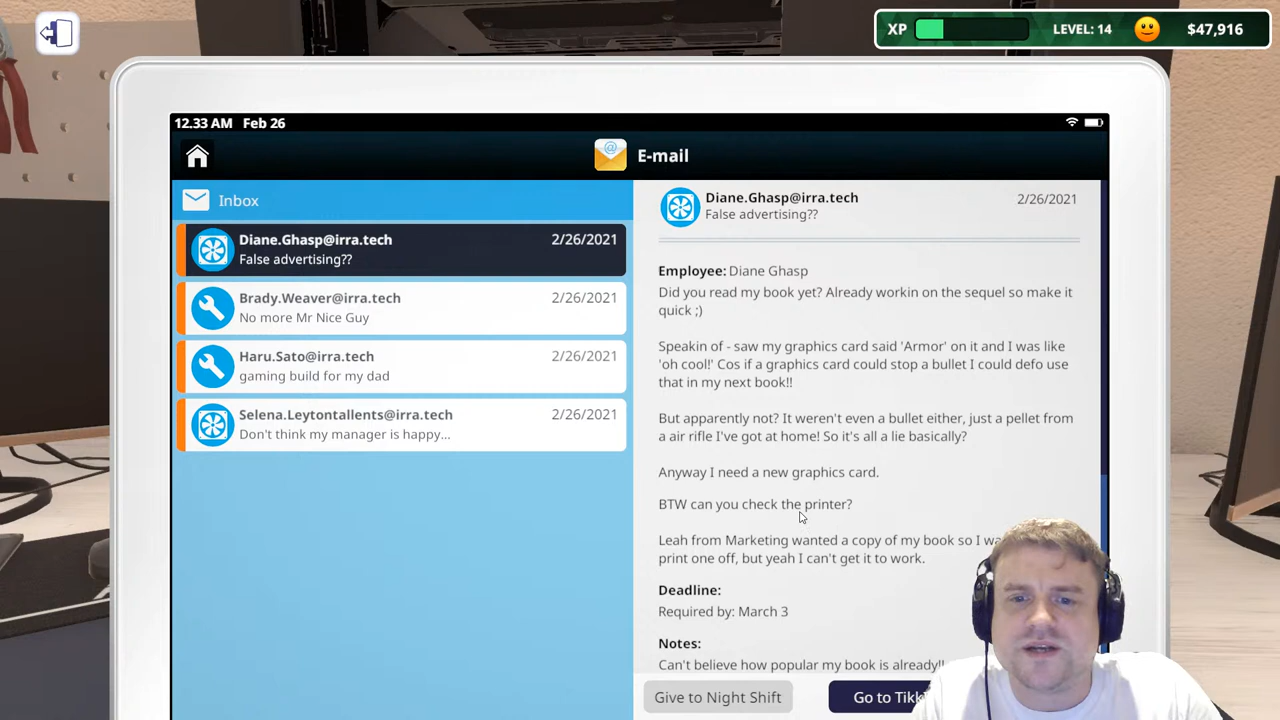 XP
LEVEL: 14
$47,916
12.33 AM Feb 26
E-mail
Inbox
Diane.Ghasp@irra.tech 2/26/2021
False advertising??
Brady.Weaver@irra.tech 2/26/2021
No more Mr Nice Guy
Haru.Sato@irra.tech 2/26/2021
gaming build for my dad
Selena.Leytontallents@irra.tech 2/26/2021
Don't think my manager is happy...
Diane.Ghasp@irra.tech 2/26/2021
False advertising??
Employee: Diane Ghasp
Did you read my book yet? Already workin on the sequel so make it
quick ;)
Speakin of - saw my graphics card said 'Armor' on it and I was like
'oh cool!' Cos if a graphics card could stop a bullet I could defo use
that in my next book!!
But apparently not? It weren't even a bullet either, just a pellet from
a air rifle I've got at home! So it's all a lie basically?
Anyway I need a new graphics card.
BTW can you check the printer?
Leah from Marketing wanted a copy of my book so I
print one off, but yeah I can't get it to work.
Deadline:
Required by: March 3
Notes:
Can't believe how popular my book is already!!
Give to Night Shift
Go to